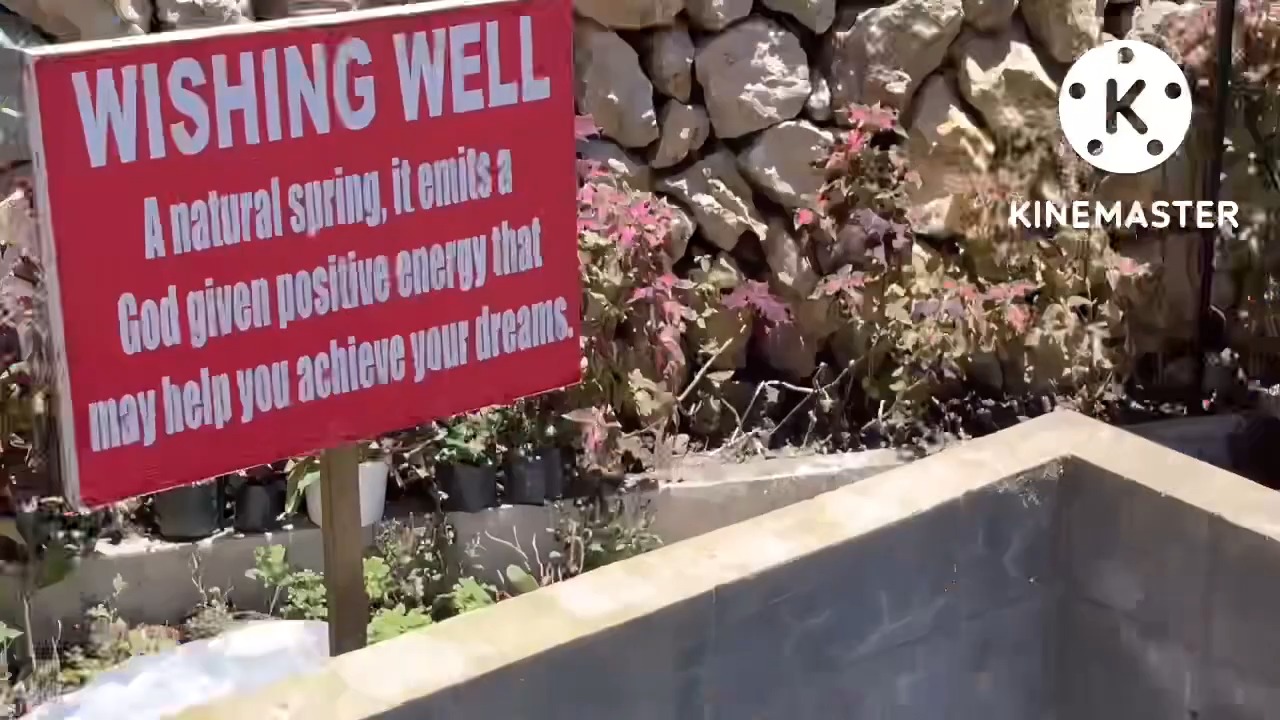 WISHING WELL
A natural spring, it emits a
God given positive energy that
may help you achieve your dreams.
K
KINEMASTER